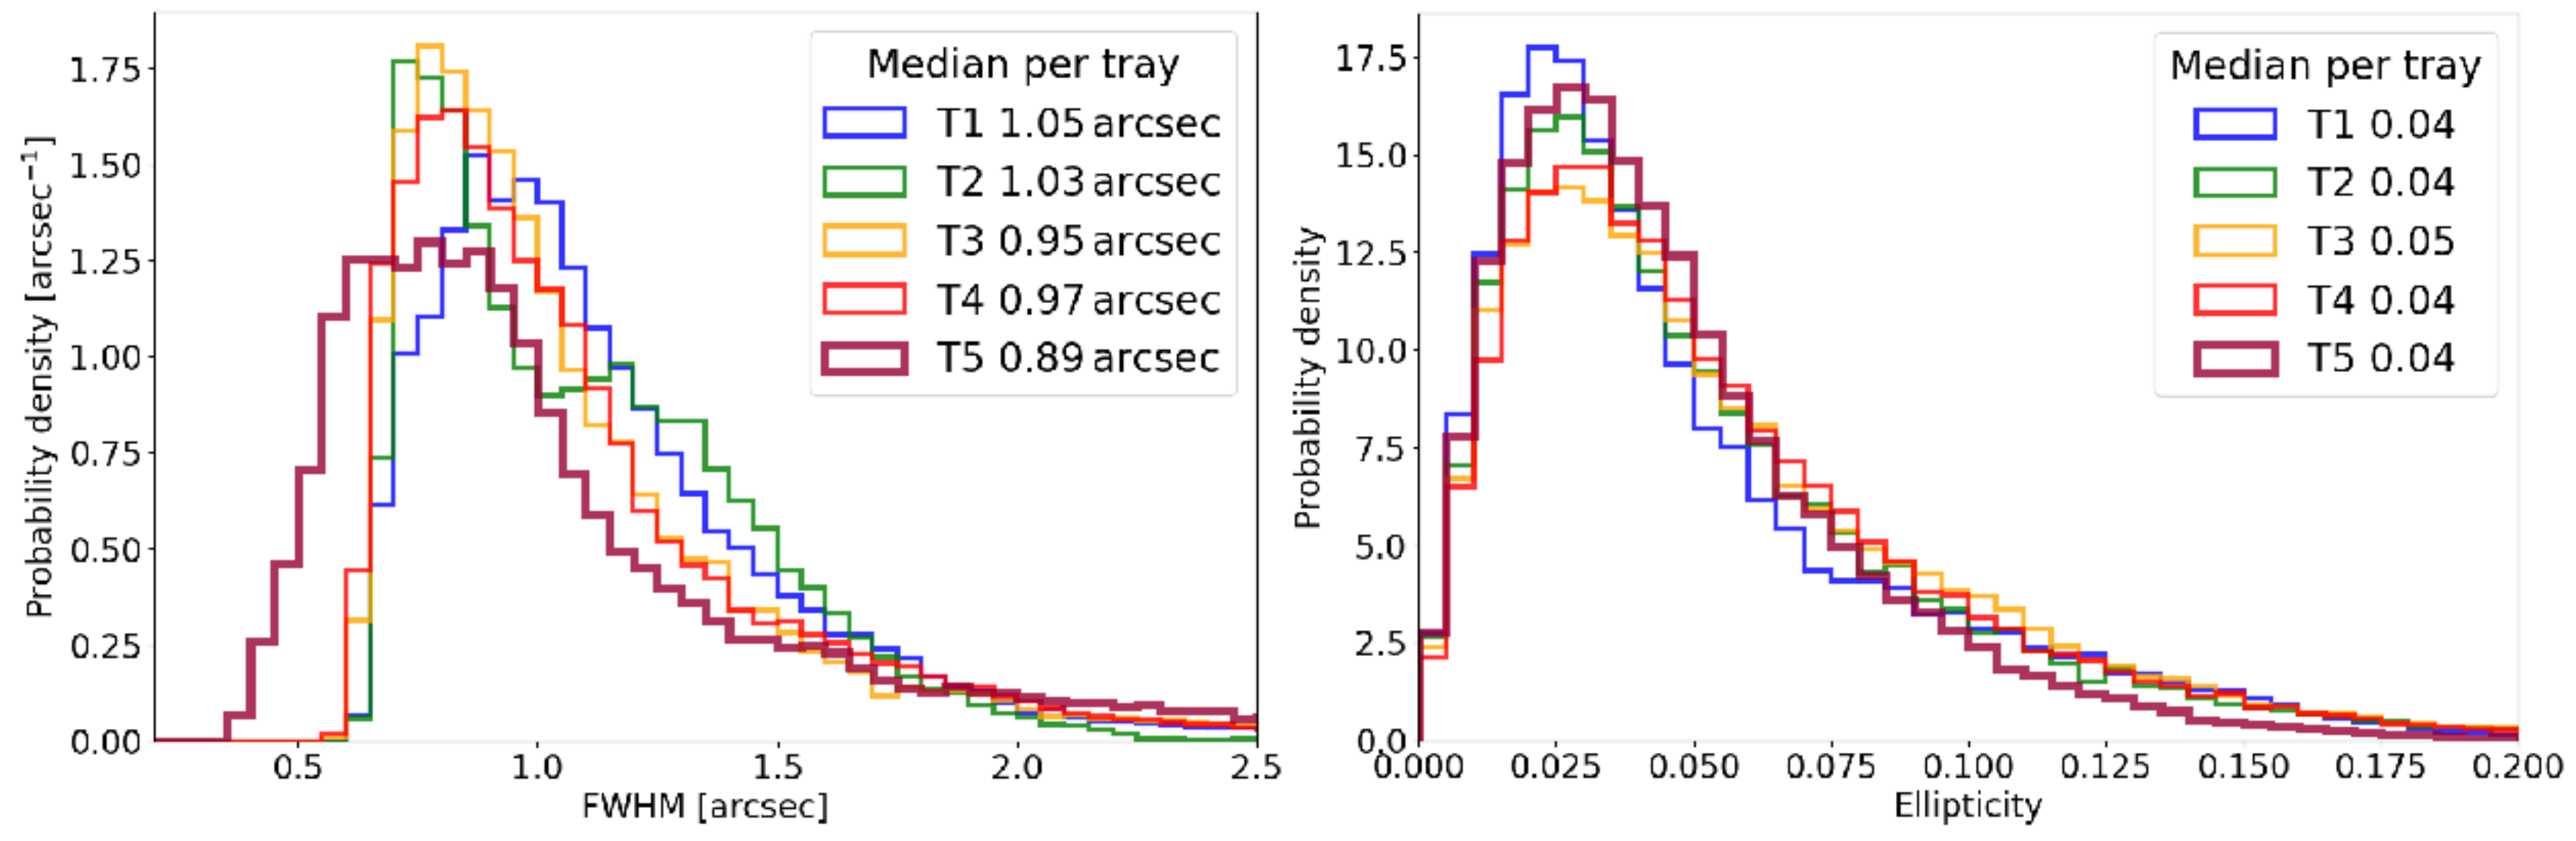 Probability density [arcsec⁻¹]
1.75
1.50
1.25
1.00
0.75
0.50
0.25
0.00
0.5 1.0 1.5 2.0 2.5
FWHM [arcsec]
Median per tray
T1 1.05 arcsec
T2 1.03 arcsec
T3 0.95 arcsec
T4 0.97 arcsec
T5 0.89 arcsec
Probability density
17.5
15.0
12.5
10.0
7.5
5.0
2.5
0.0
0.000 0.025 0.050 0.075 0.100 0.125 0.150 0.175 0.200
Ellipticity
Median per tray
T1 0.04
T2 0.04
T3 0.05
T4 0.04
T5 0.04